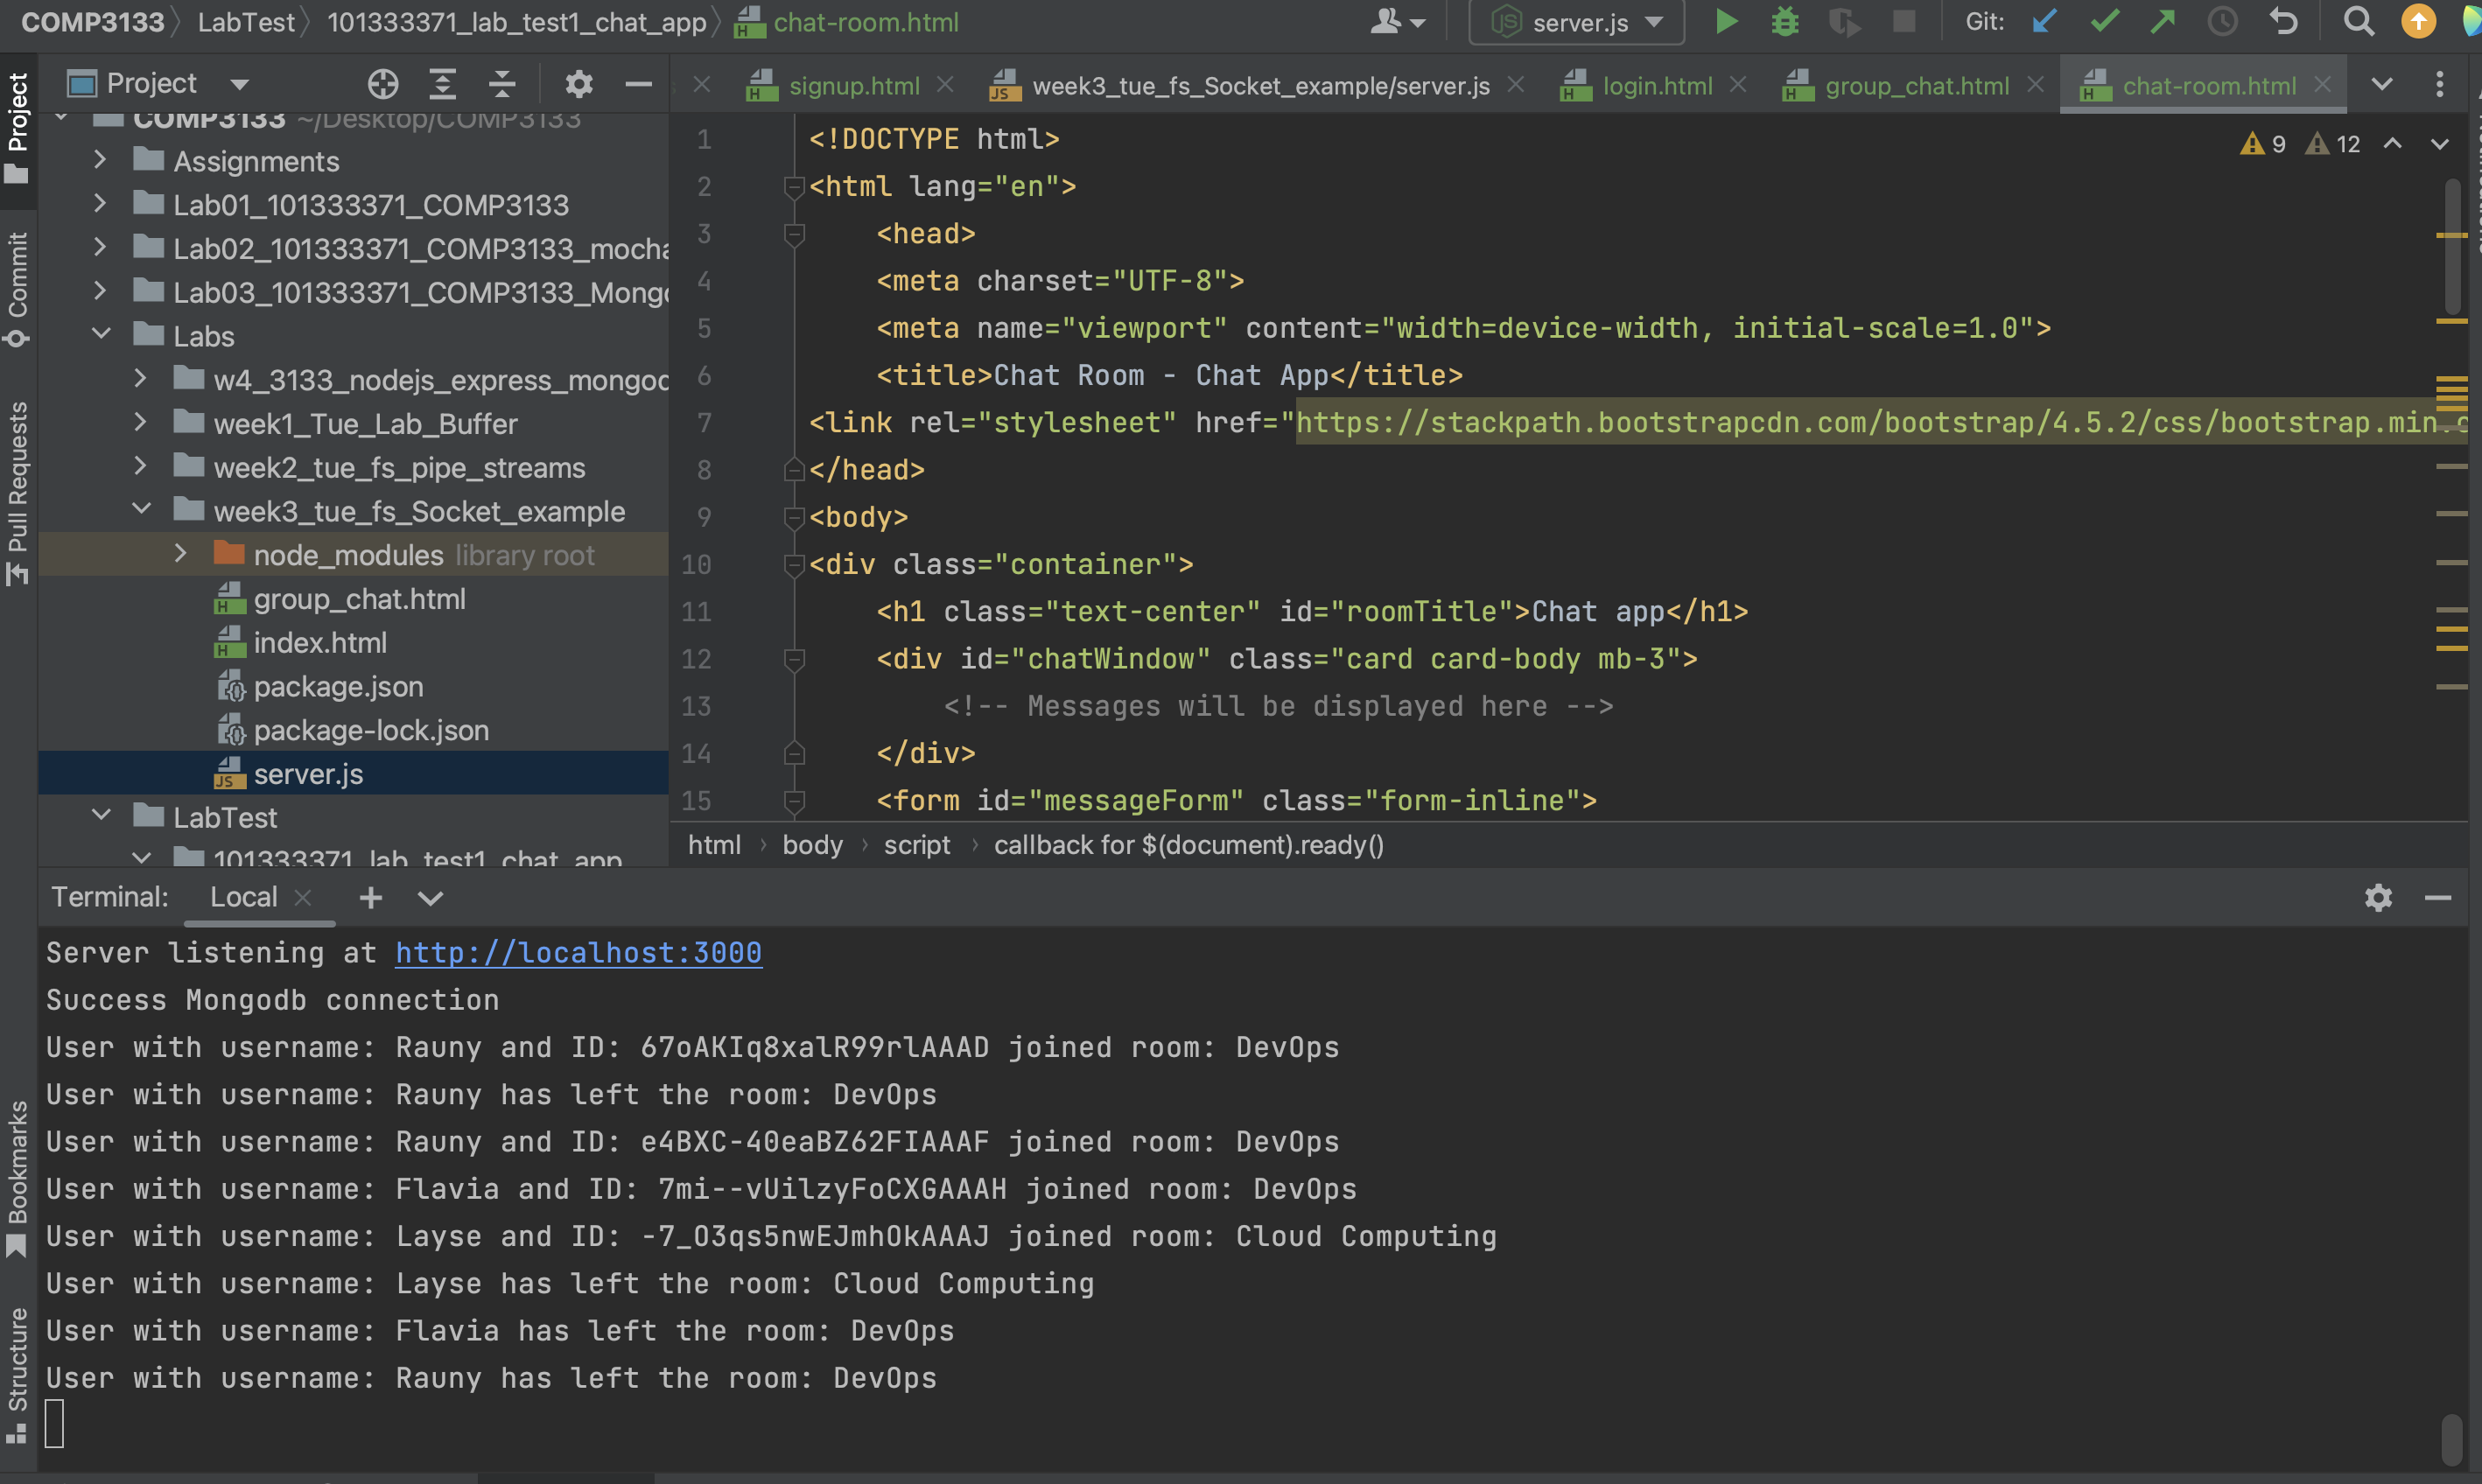 COMP3133 LabTest 101333371_lab_test1_chat_app chat-room.html server.js Git:
Project
signup.html week3_tue_fs_Socket_example/server.js login.html group_chat.html chat-room.html
Project
Commit
Pull Requests
Bookmarks
Structure
COMP3133 ~/Desktop/COMP3133
Assignments
Lab01_101333371_COMP3133
Lab02_101333371_COMP3133_mocha
Lab03_101333371_COMP3133_Mongo
Labs
w4_3133_nodejs_express_mongod
week1_Tue_Lab_Buffer
week2_tue_fs_pipe_streams
week3_tue_fs_Socket_example
node_modules library root
group_chat.html
index.html
package.json
package-lock.json
server.js
LabTest
101333371_lab_test1_chat_app
9 12
1 <!DOCTYPE html>
2 <html lang="en">
3 <head>
4 <meta charset="UTF-8">
5 <meta name="viewport" content="width=device-width, initial-scale=1.0">
6 <title>Chat Room - Chat App</title>
7 <link rel="stylesheet" href="https://stackpath.bootstrapcdn.com/bootstrap/4.5.2/css/bootstrap.min.c
8 </head>
9 <body>
10 <div class="container">
11 <h1 class="text-center" id="roomTitle">Chat app</h1>
12 <div id="chatWindow" class="card card-body mb-3">
13 <!-- Messages will be displayed here -->
14 </div>
15 <form id="messageForm" class="form-inline">
html body script callback for $(document).ready()
Terminal: Local
Server listening at http://localhost:3000
Success Mongodb connection
User with username: Rauny and ID: 67oAKIq8xalR99rlAAAD joined room: DevOps
User with username: Rauny has left the room: DevOps
User with username: Rauny and ID: e4BXC-40eaBZ62FIAAAF joined room: DevOps
User with username: Flavia and ID: 7mi--vUilzyFoCXGAAAH joined room: DevOps
User with username: Layse and ID: -7_O3qs5nwEJmhOkAAAJ joined room: Cloud Computing
User with username: Layse has left the room: Cloud Computing
User with username: Flavia has left the room: DevOps
User with username: Rauny has left the room: DevOps